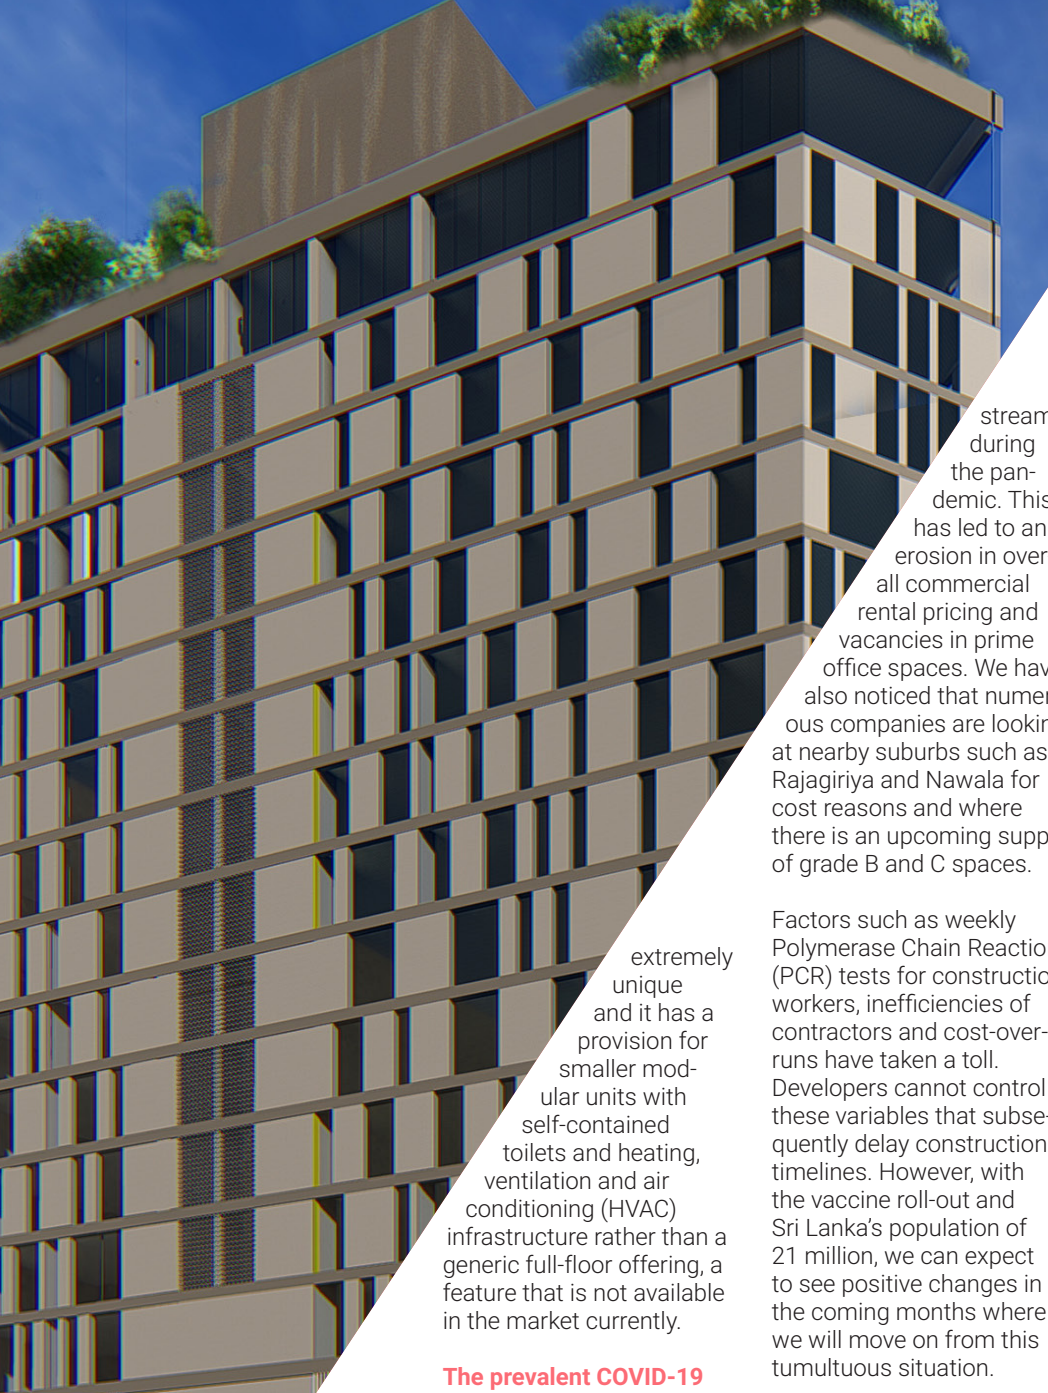 extremely
unique
and it has a
provision for
smaller mod-
ular units with
self-contained
toilets and heating,
ventilation and air
conditioning (HVAC)
infrastructure rather than a
generic full-floor offering, a
feature that is not available
in the market currently.
The prevalent COVID-19
stream
during
the pan-
demic. This
has led to an
erosion in over
all commercial
rental pricing and
vacancies in prime
office spaces. We
also noticed that
ous companies are
at nearby suburbs such as
Rajagiriya and Nawala for
cost reasons and where
there is an upcoming
of grade B and C spaces.
Factors such as weekly
Polymerase Chain
(PCR) tests for
workers, inefficiencies of
contractors and cost-over-
runs have taken a toll.
Developers cannot control
these variables that subse-
quently delay construction
timelines. However, with
the vaccine roll-out and
Sri Lanka's population of
21 million, we can expect
to see positive changes in
the coming months where
we will move on from this
tumultuous situation.